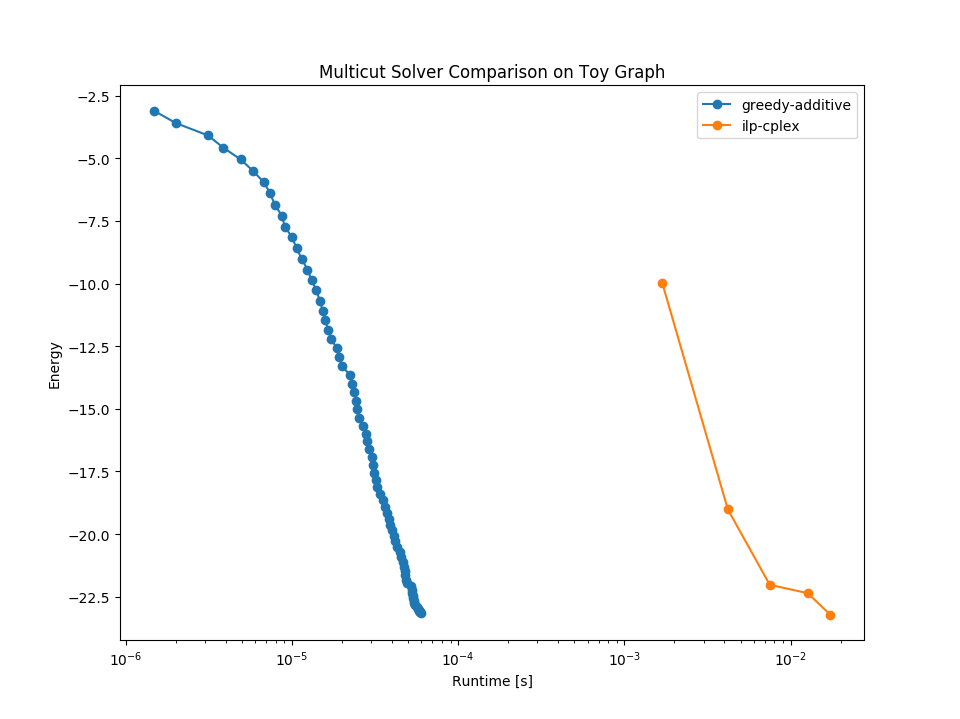 Multicut Solver Comparison on Toy Graph
greedy-additive
ilp-cplex
Energy
−2.5
−5.0
−7.5
−10.0
−12.5
−15.0
−17.5
−20.0
−22.5
10⁻⁶ 10⁻⁵ 10⁻⁴ 10⁻³ 10⁻²
Runtime [s]